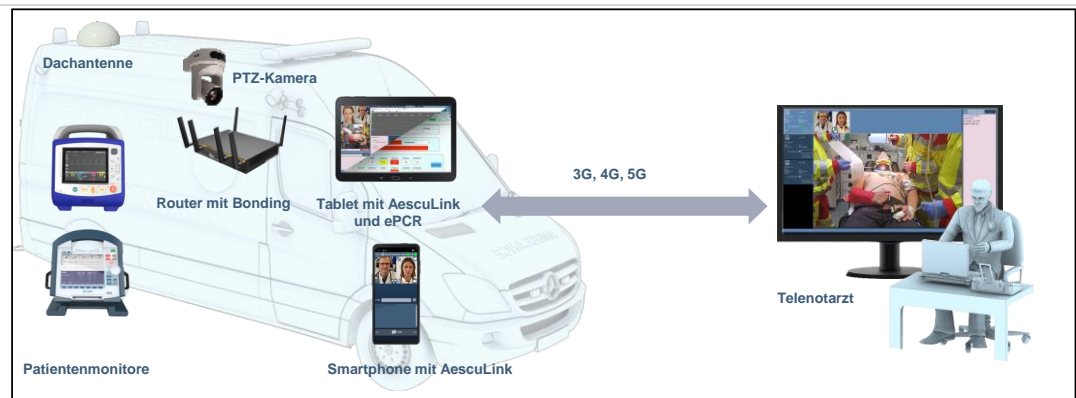 Dachantenne
PTZ-Kamera
3G, 4G, 5G
Router mit Bonding
Tablet mit AescuLink
und ePCR
Telenotarzt
Patientenmonitore
Smartphone mit AescuLink